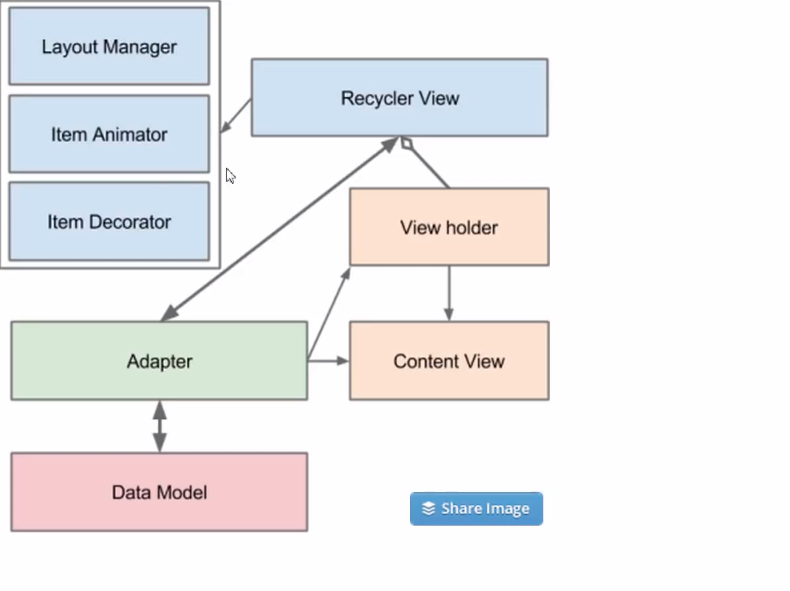 Layout Manager
Recycler View
Item Animator
Item Decorator
View holder
Adapter
Content View
Data Model
Share Image